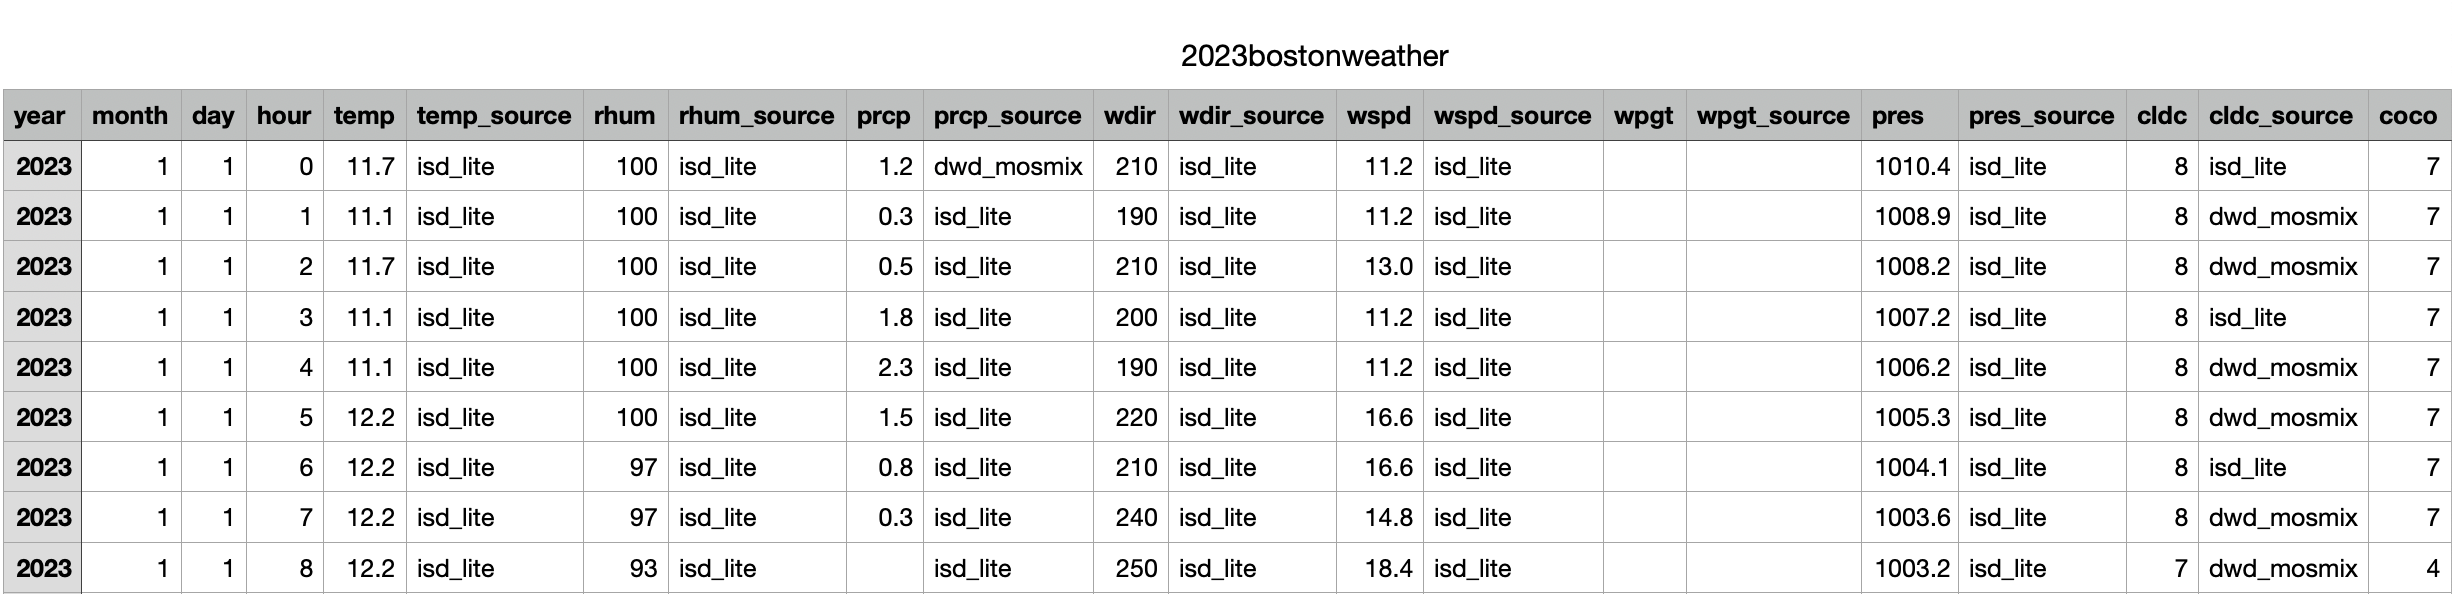 2023bostonweather
year month day hour temp temp_source rhum rhum_source prcp prcp_source wdir wdir_source wspd wspd_source wpgt wpgt_source pres pres_source cldc cldc_source coco
2023 1 1 0 11.7 isd_lite 100 isd_lite 1.2 dwd_mosmix 210 isd_lite 11.2 isd_lite 1010.4 isd_lite 8 isd_lite 7
2023 1 1 1 11.1 isd_lite 100 isd_lite 0.3 isd_lite 190 isd_lite 11.2 isd_lite 1008.9 isd_lite 8 dwd_mosmix 7
2023 1 1 2 11.7 isd_lite 100 isd_lite 0.5 isd_lite 210 isd_lite 13.0 isd_lite 1008.2 isd_lite 8 dwd_mosmix 7
2023 1 1 3 11.1 isd_lite 100 isd_lite 1.8 isd_lite 200 isd_lite 11.2 isd_lite 1007.2 isd_lite 8 isd_lite 7
2023 1 1 4 11.1 isd_lite 100 isd_lite 2.3 isd_lite 190 isd_lite 11.2 isd_lite 1006.2 isd_lite 8 dwd_mosmix 7
2023 1 1 5 12.2 isd_lite 100 isd_lite 1.5 isd_lite 220 isd_lite 16.6 isd_lite 1005.3 isd_lite 8 dwd_mosmix 7
2023 1 1 6 12.2 isd_lite 97 isd_lite 0.8 isd_lite 210 isd_lite 16.6 isd_lite 1004.1 isd_lite 8 isd_lite 7
2023 1 1 7 12.2 isd_lite 97 isd_lite 0.3 isd_lite 240 isd_lite 14.8 isd_lite 1003.6 isd_lite 8 dwd_mosmix 7
2023 1 1 8 12.2 isd_lite 93 isd_lite isd_lite 250 isd_lite 18.4 isd_lite 1003.2 isd_lite 7 dwd_mosmix 4